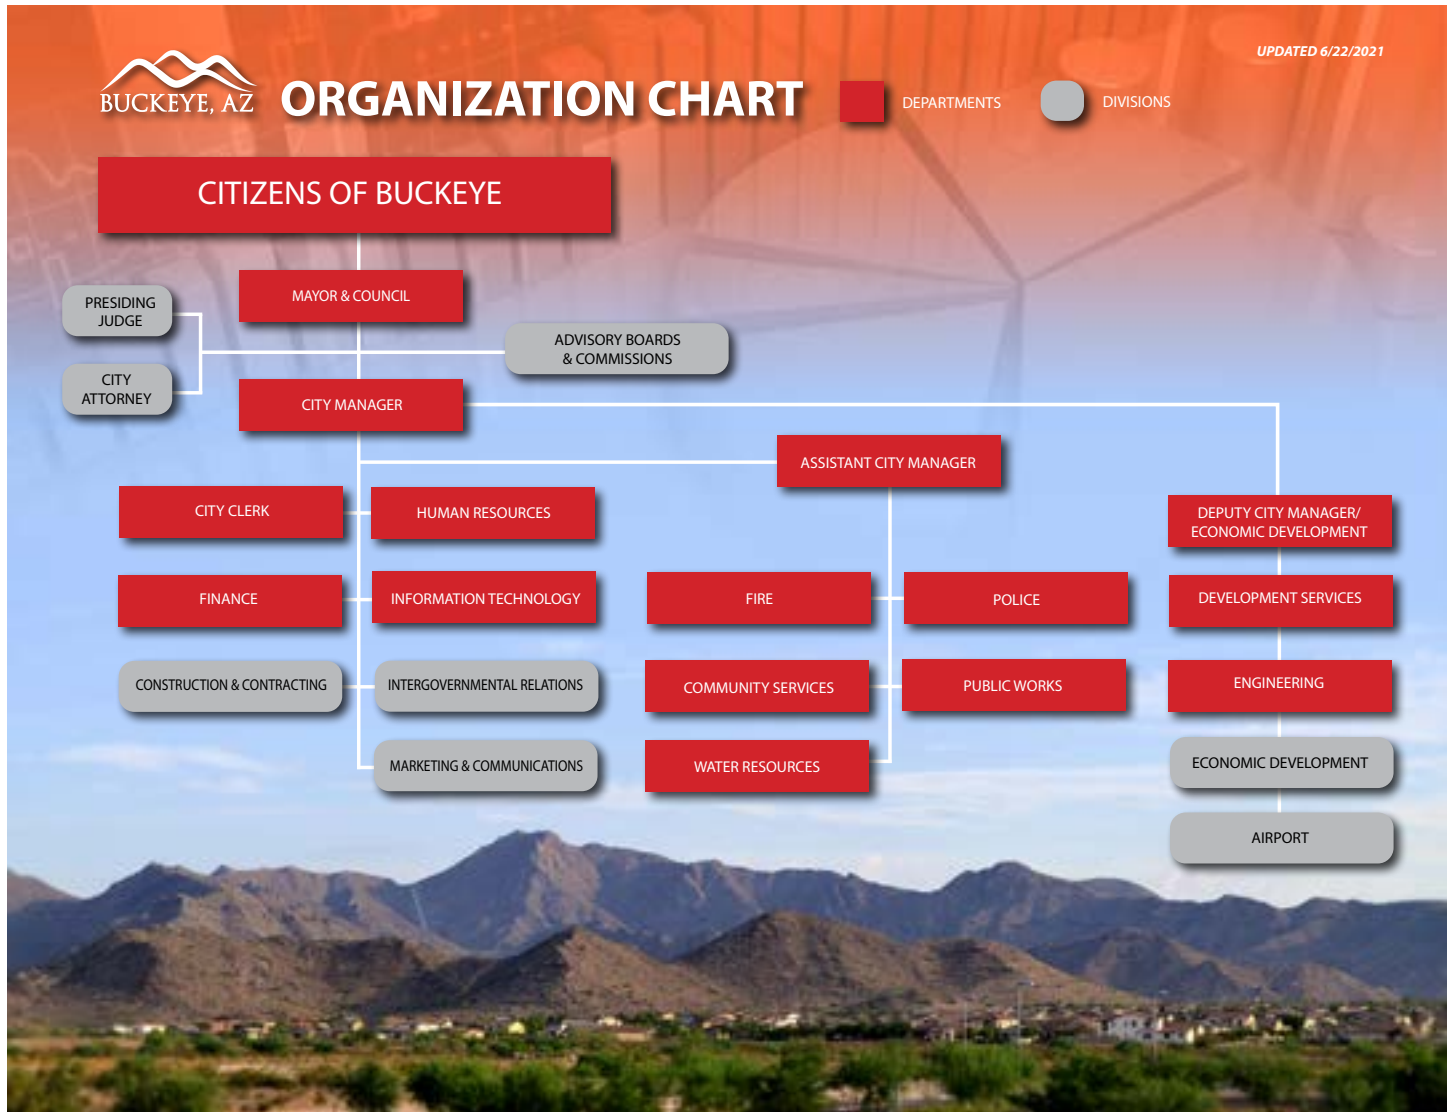 UPDATED 6/22/2021
BUCKEYE, AZ
ORGANIZATION CHART
DEPARTMENTS
DIVISIONS
CITIZENS OF BUCKEYE
MAYOR & COUNCIL
PRESIDING
JUDGE
ADVISORY BOARDS
& COMMISSIONS
CITY
ATTORNEY
CITY MANAGER
ASSISTANT CITY MANAGER
CITY CLERK
HUMAN RESOURCES
DEPUTY CITY MANAGER/
ECONOMIC DEVELOPMENT
FINANCE
INFORMATION TECHNOLOGY
FIRE
POLICE
DEVELOPMENT SERVICES
CONSTRUCTION & CONTRACTING
INTERGOVERNMENTAL RELATIONS
COMMUNITY SERVICES
PUBLIC WORKS
ENGINEERING
MARKETING & COMMUNICATIONS
WATER RESOURCES
ECONOMIC DEVELOPMENT
AIRPORT